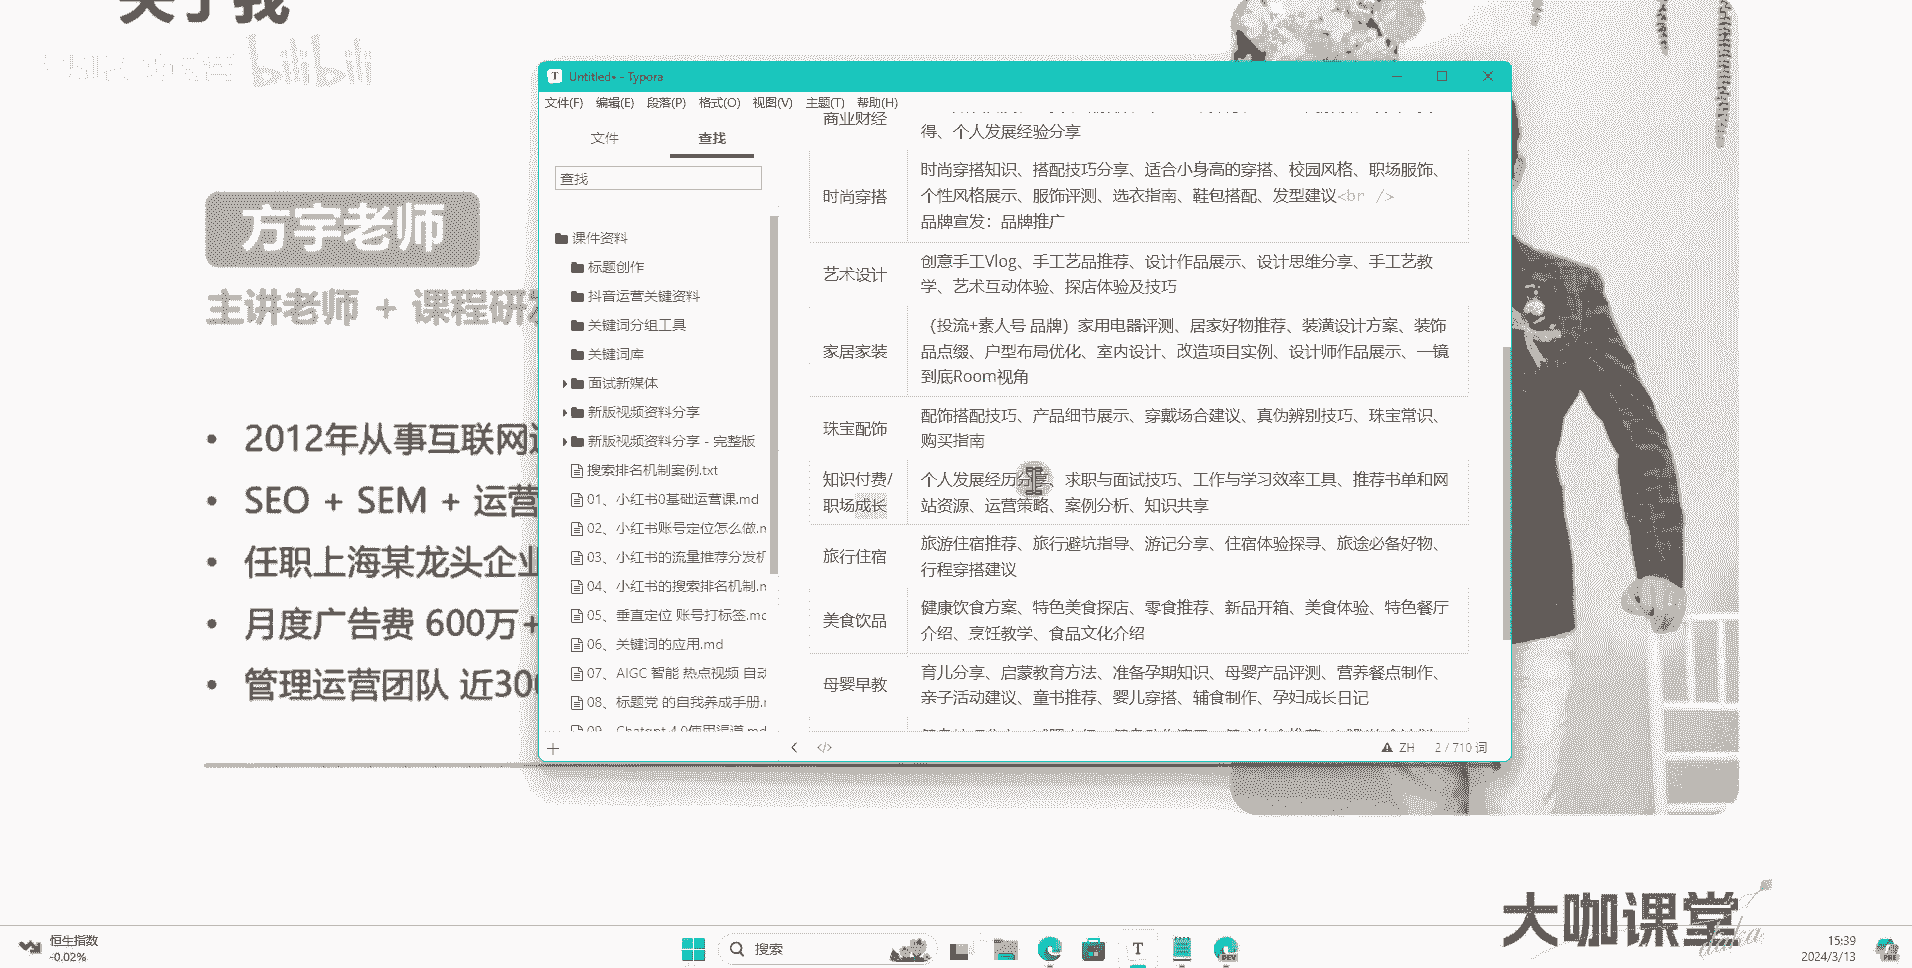 关于我
bilibili
方宇老师
主讲老师 + 课程研发
2012年从事互联网运
SEO + SEM + 运营
任职上海某龙头企业
月度广告费 600万+
管理运营团队 近300
Untitled• - Typora
文件(F) 编辑(E) 段落(P) 格式(O) 视图(V) 主题(T) 帮助(H)
文件 查找
查找
课件资料
标题创作
抖音运营关键资料
关键词分组工具
关键词库
面试新媒体
新版视频资料分享
新版视频资料分享 - 完整版
搜索排名机制案例.txt
01、小红书0基础运营课.md
02、小红书账号定位怎么做.m
03、小红书的流量推荐分发机
04、小红书的搜索排名机制.m
05、垂直定位 账号打标签.md
06、关键词的应用.md
07、AIGC 智能 热点视频 自动
08、标题党 的自我养成手册.m
09、Chatgpt 4.0使用渠道.md
商业财经
得、个人发展经验分享
时尚穿搭
时尚穿搭知识、搭配技巧分享、适合小身高的穿搭、校园风格、职场服饰、
个性风格展示、服饰评测、选衣指南、鞋包搭配、发型建议<br />
品牌宣发：品牌推广
艺术设计
创意手工Vlog、手工艺品推荐、设计作品展示、设计思维分享、手工艺教
学、艺术互动体验、探店体验及技巧
家居家装
（投流+素人号 品牌）家用电器评测、居家好物推荐、装潢设计方案、装饰
品点缀、户型布局优化、室内设计、改造项目实例、设计师作品展示、一镜
到底Room视角
珠宝配饰
配饰搭配技巧、产品细节展示、穿戴场合建议、真伪辨别技巧、珠宝常识、
购买指南
知识付费/
职场成长
个人发展经历分享、求职与面试技巧、工作与学习效率工具、推荐书单和网
站资源、运营策略、案例分析、知识共享
旅行住宿
旅游住宿推荐、旅行避坑指导、游记分享、住宿体验探寻、旅途必备好物、
行程穿搭建议
美食饮品
健康饮食方案、特色美食探店、零食推荐、新品开箱、美食体验、特色餐厅
介绍、烹饪教学、食品文化介绍
母婴早教
育儿分享、启蒙教育方法、准备孕期知识、母婴产品评测、营养餐点制作、
亲子活动建议、童书推荐、婴儿穿搭、辅食制作、孕妇成长日记
ZH 2 / 710 词
大咖课堂
daka
恒生指数
-0.02%
搜索
DEV
15:39
2024/3/13
PRE